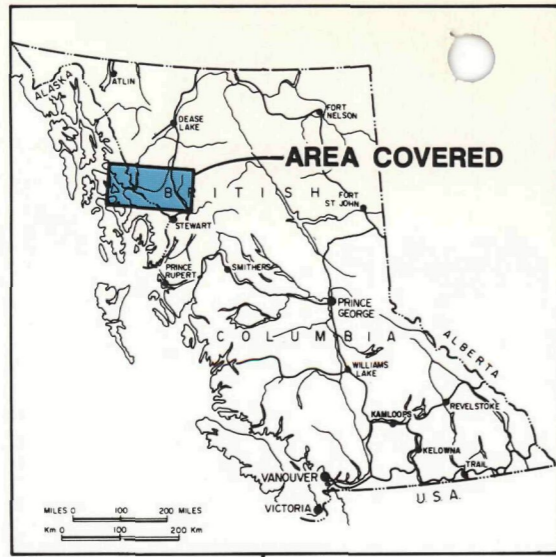 ALASKA
ATLIN
DEASE
LAKE
FORT
NELSON
AREA COVERED
BRITISH
FORT
ST JOHN
STEWART
PRINCE
RUPERT
SMITHERS
PRINCE
GEORGE
COLUMBIA
ALBERTA
WILLIAMS
LAKE
KAMLOOPS
REVELSTOKE
KELOWNA
TRAIL
VANCOUVER
U.S.A.
VICTORIA
MILES 0 100 200 MILES
Km 0 100 200 Km